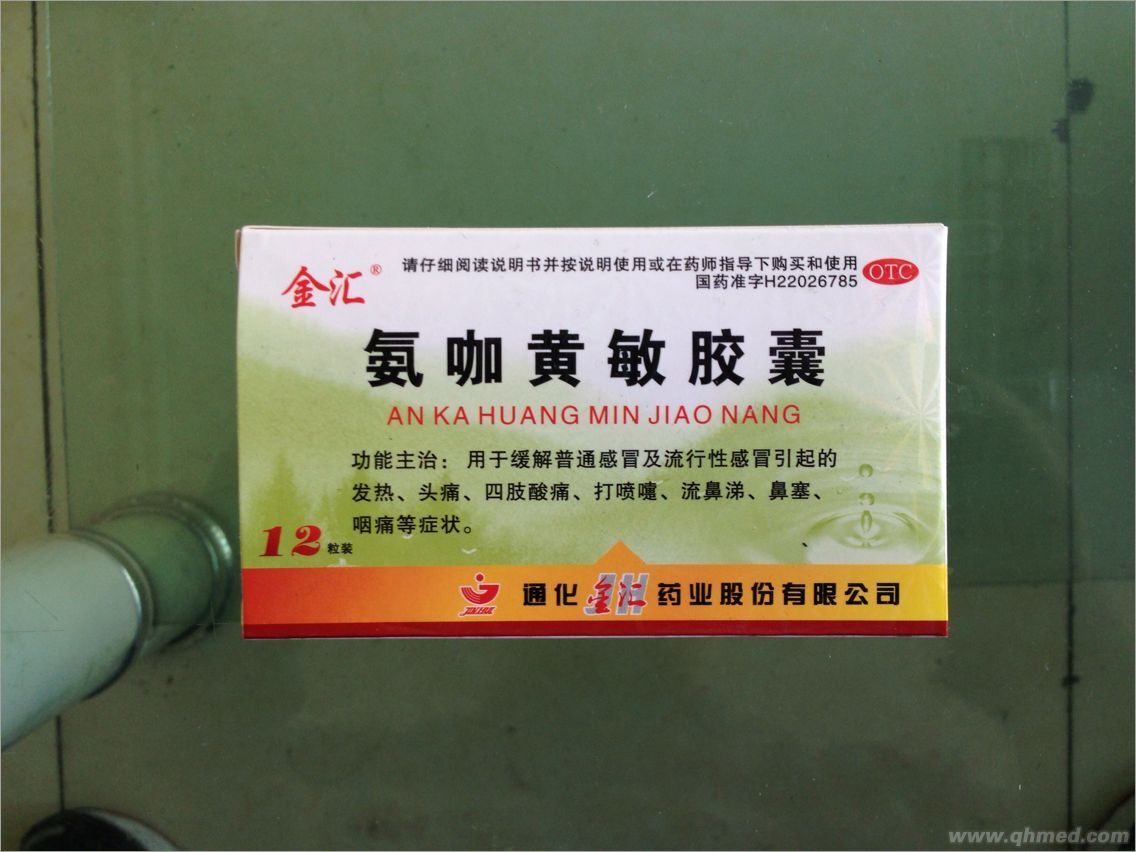 金汇®
请仔细阅读说明书并按说明使用或在药师指导下购买和使用
国药准字H22026785
OTC
氨咖黄敏胶囊
AN KA HUANG MIN JIAO NANG
功能主治：用于缓解普通感冒及流行性感冒引起的
发热、头痛、四肢酸痛、打喷嚏、流鼻涕、鼻塞、
咽痛等症状。
12粒装
JINHUI 通化金汇药业股份有限公司
www.qhmed.com